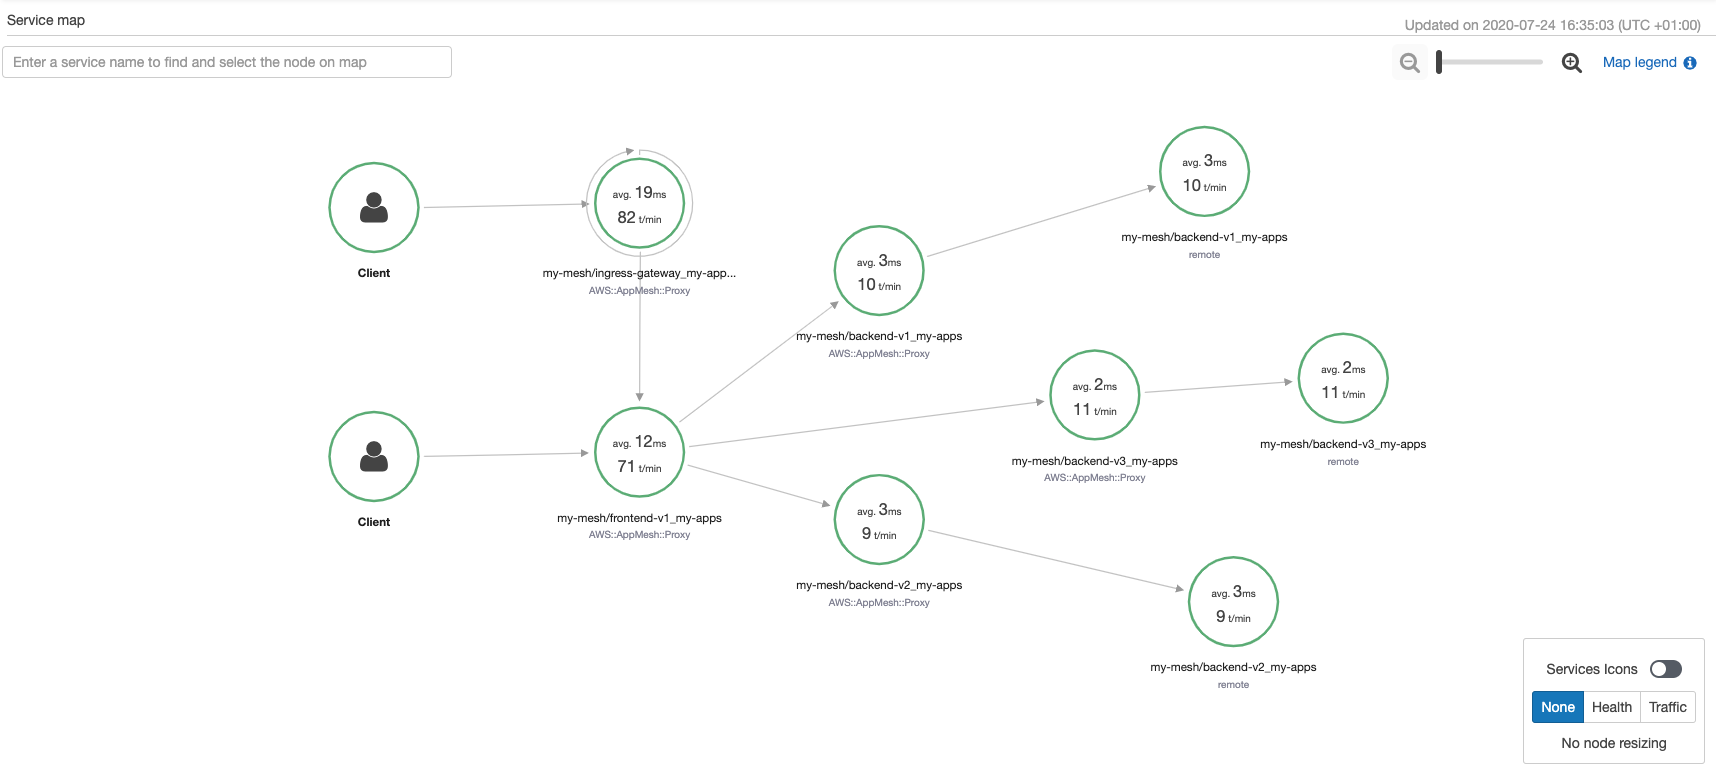 Service map
Updated on 2020-07-24 16:35:03 (UTC +01:00)
Enter a service name to find and select the node on map
Map legend
avg. 3ms
10 t/min
my-mesh/backend-v1_my-apps
remote
Client
avg. 19ms
82 t/min
my-mesh/ingress-gateway_my-app...
AWS::AppMesh::Proxy
avg. 3ms
10 t/min
my-mesh/backend-v1_my-apps
AWS::AppMesh::Proxy
avg. 2ms
11 t/min
my-mesh/backend-v3_my-apps
AWS::AppMesh::Proxy
avg. 2ms
11 t/min
my-mesh/backend-v3_my-apps
remote
Client
avg. 12ms
71 t/min
my-mesh/frontend-v1_my-apps
AWS::AppMesh::Proxy
avg. 3ms
9 t/min
my-mesh/backend-v2_my-apps
AWS::AppMesh::Proxy
avg. 3ms
9 t/min
my-mesh/backend-v2_my-apps
remote
Services Icons
None Health Traffic
No node resizing